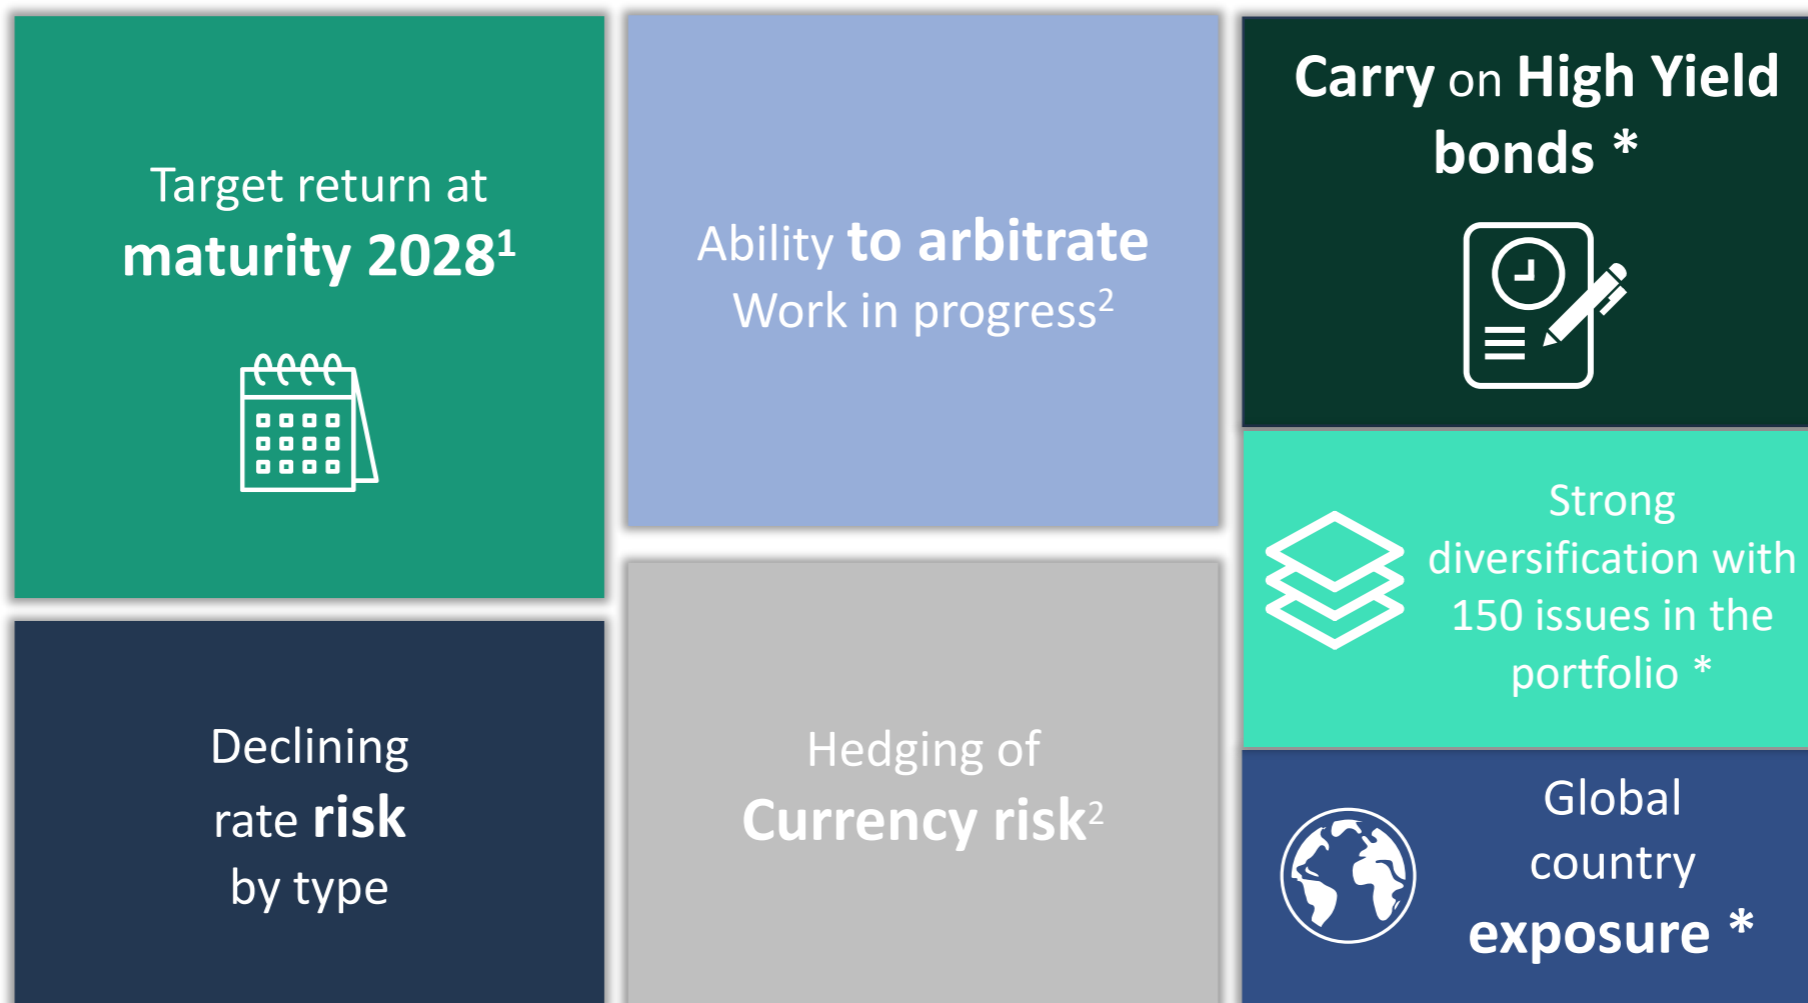 Target return at
maturity 2028¹
Ability to arbitrate
Work in progress²
Carry on High Yield
bonds *
Strong
diversification with
150 issues in the
portfolio *
Declining
rate risk
by type
Hedging of
Currency risk²
Global
country
exposure *